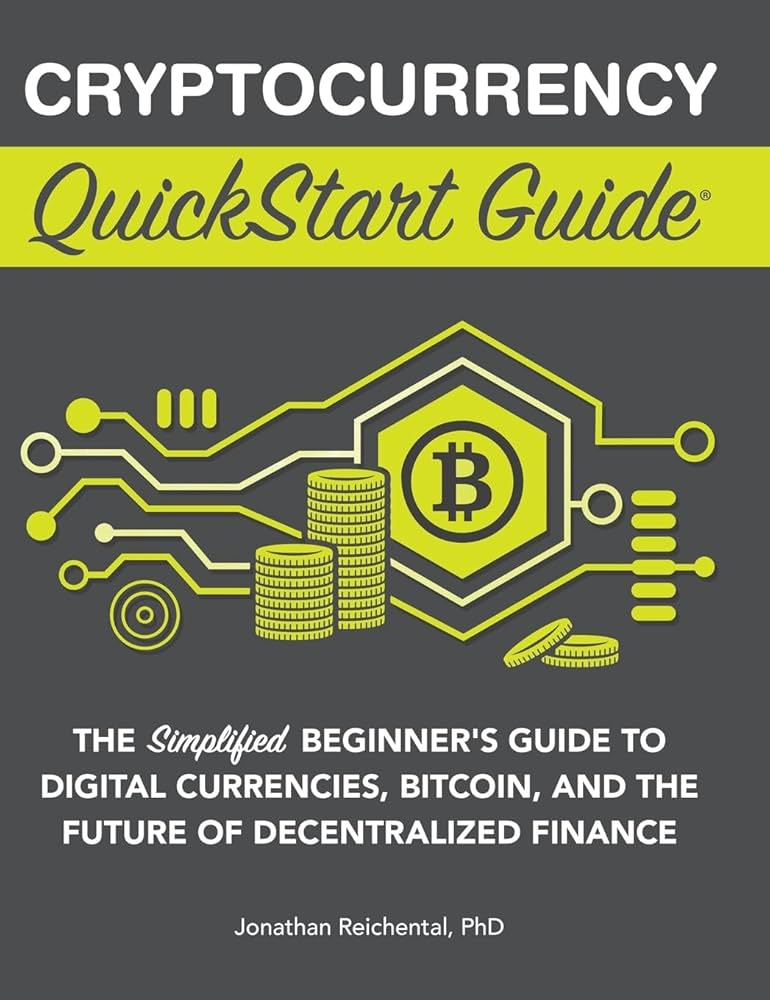 CRYPTOCURRENCY
QuickStart Guide®
THE Simplified BEGINNER'S GUIDE TO
DIGITAL CURRENCIES, BITCOIN, AND THE
FUTURE OF DECENTRALIZED FINANCE
Jonathan Reichental, PhD